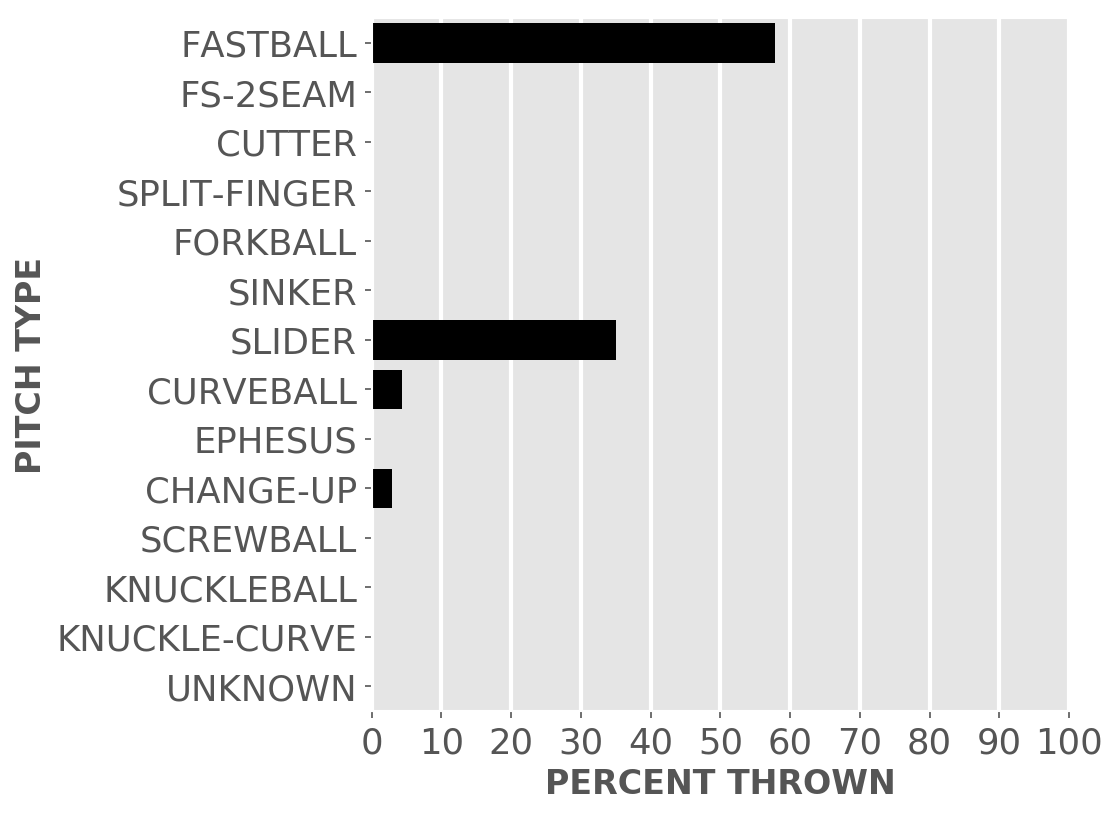 FASTBALL
FS-2SEAM
CUTTER
SPLIT-FINGER
FORKBALL
SINKER
SLIDER
CURVEBALL
EPHESUS
CHANGE-UP
SCREWBALL
KNUCKLEBALL
KNUCKLE-CURVE
UNKNOWN
PITCH TYPE
0 10 20 30 40 50 60 70 80 90 100
PERCENT THROWN